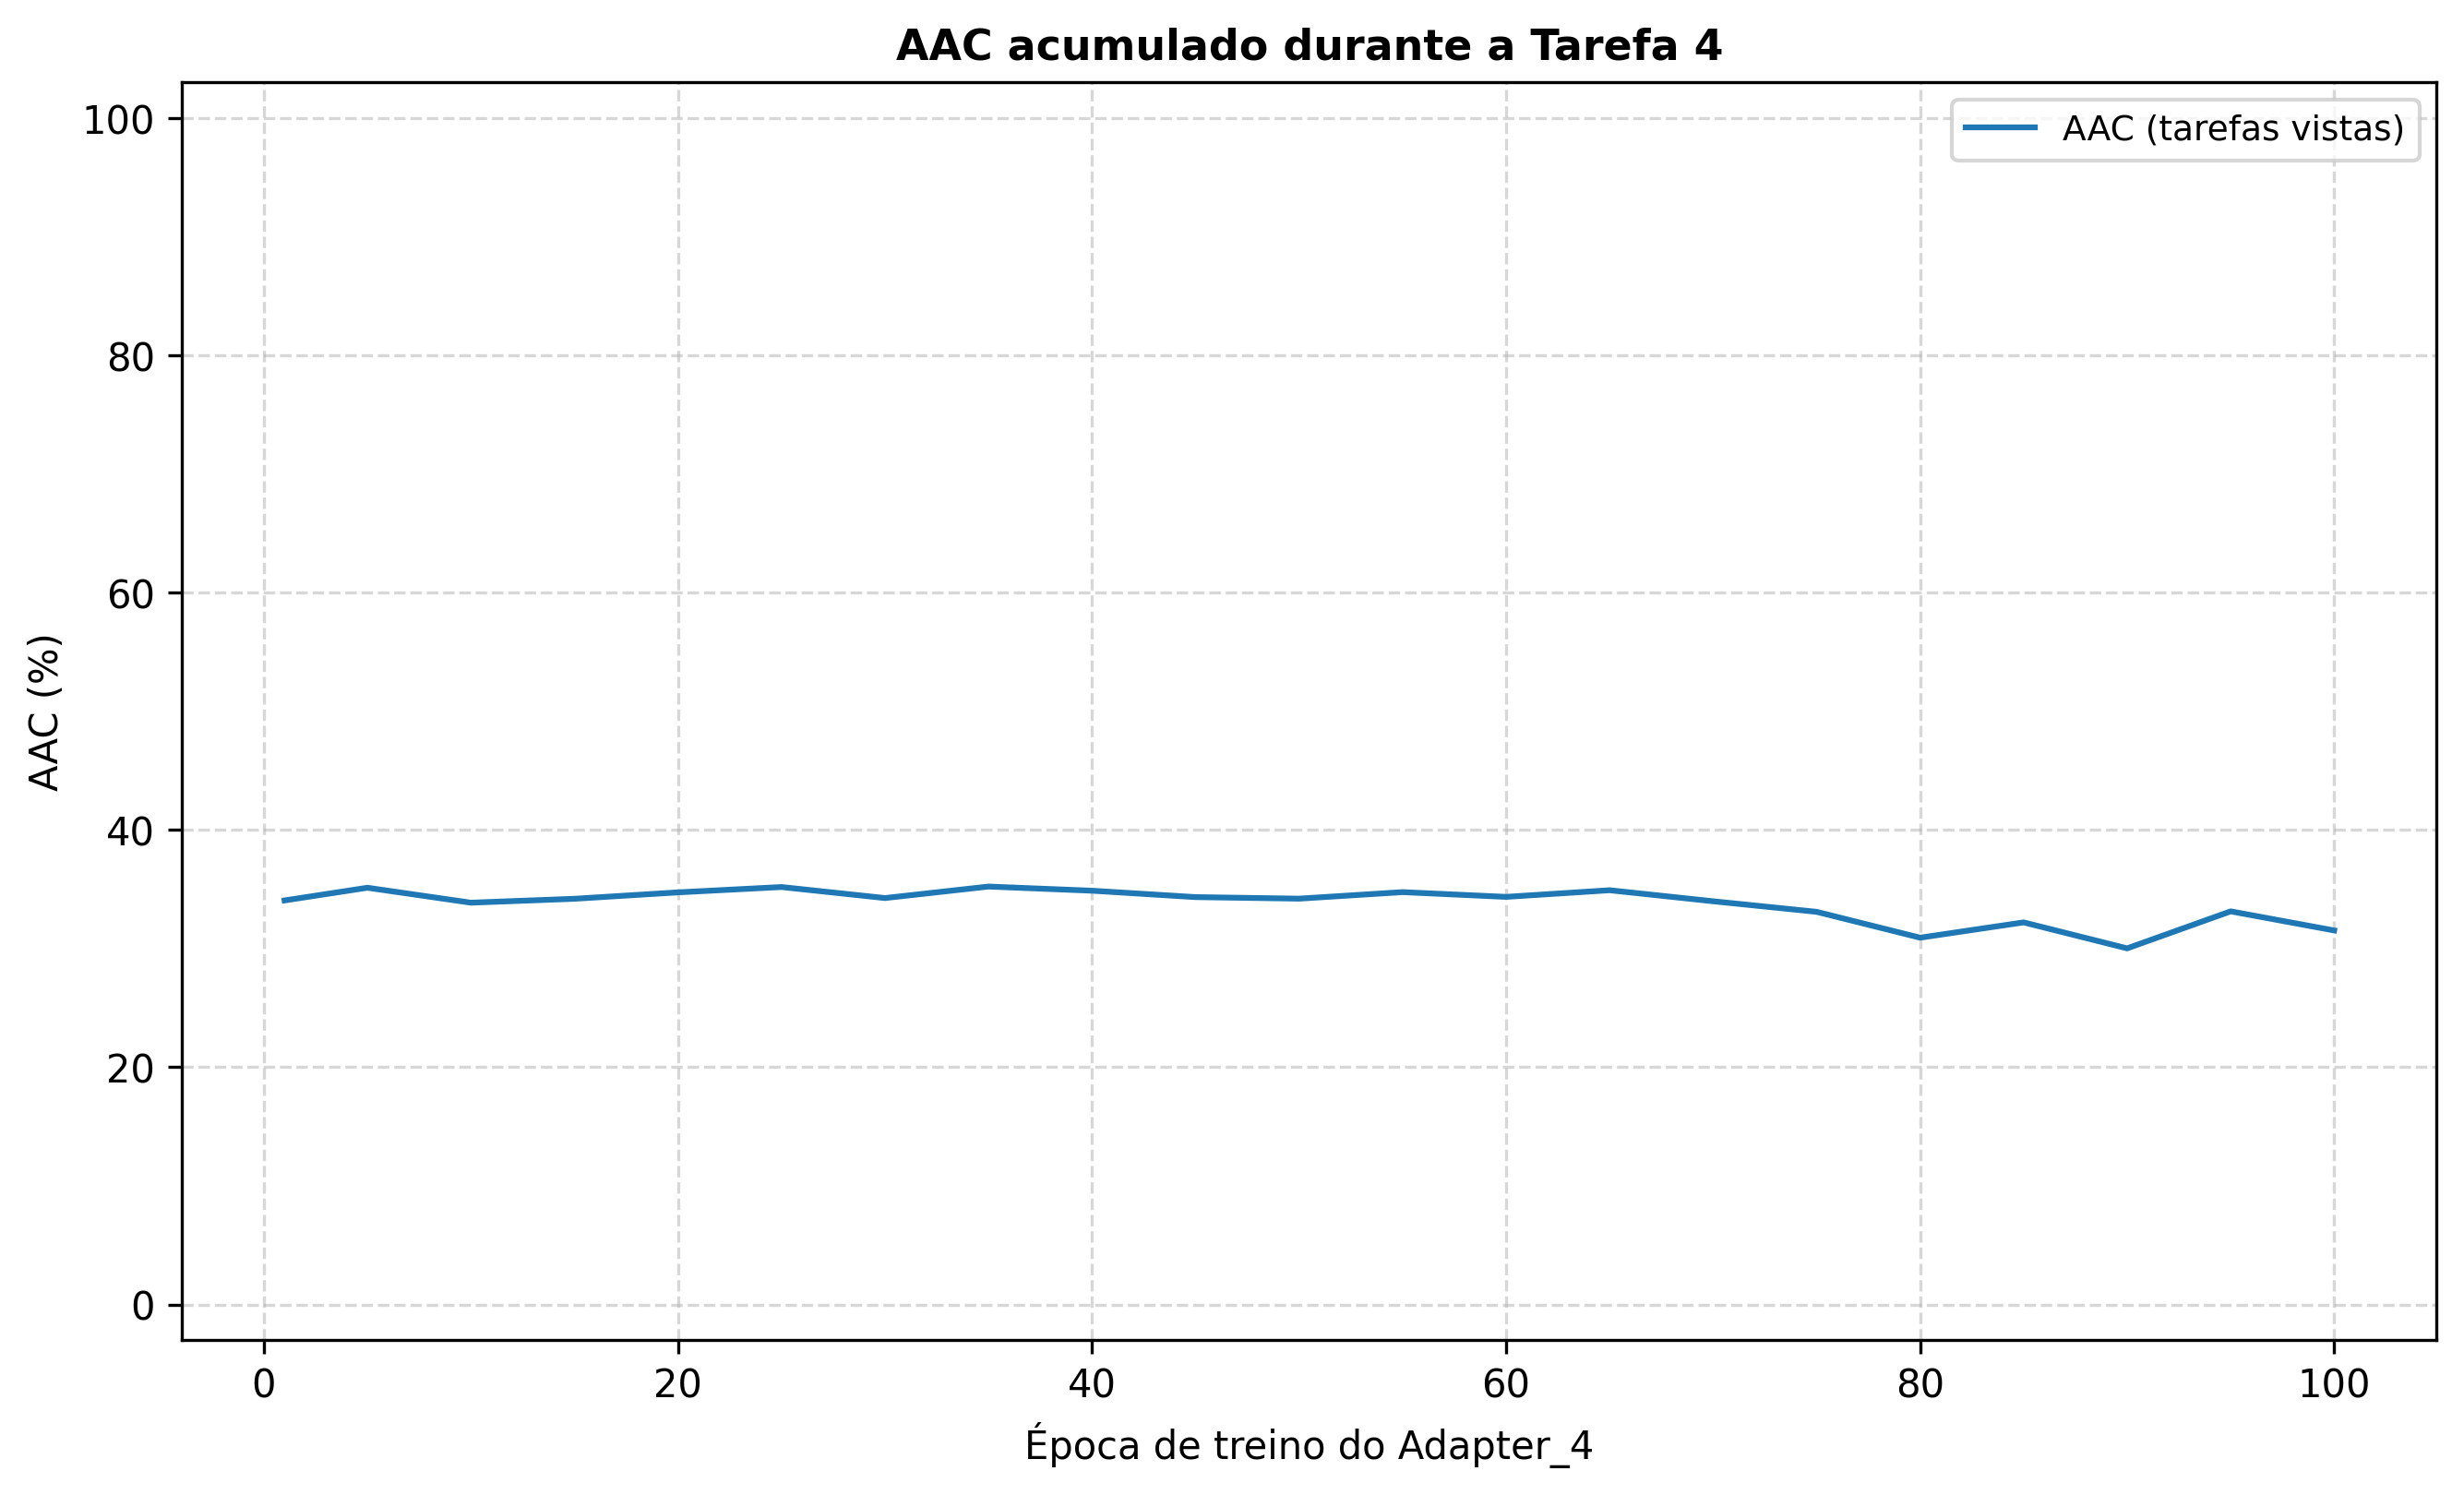 AAC acumulado durante a Tarefa 4
AAC (tarefas vistas)
AAC (%)
100
80
60
40
20
0
0 20 40 60 80 100
Época de treino do Adapter_4